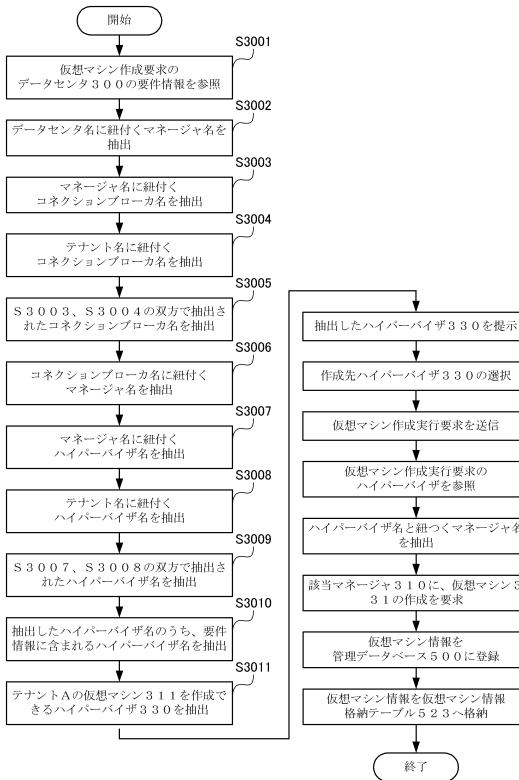 開始
S3001
仮想マシン作成要求の
データセンタ300の要件情報を参照
S3002
データセンタ名に紐付くマネージャ名を
抽出
S3003
マネージャ名に紐付く
コネクションブローカ名を抽出
S3004
テナント名に紐付く
コネクションブローカ名を抽出
S3005
S3003、S3004の双方で抽出さ
れたコネクションブローカ名を抽出
S3006
コネクションブローカ名に紐付く
マネージャ名を抽出
S3007
マネージャ名に紐付く
ハイパーバイザ名を抽出
S3008
テナント名に紐付く
ハイパーバイザ名を抽出
S3009
S3007、S3008の双方で抽出さ
れたハイパーバイザ名を抽出
S3010
抽出したハイパーバイザ名のうち、要件
情報に含まれるハイパーバイザ名を抽出
S3011
テナントAの仮想マシン311を作成で
きるハイパーバイザ330を抽出
抽出したハイパーバイザ330を提示
作成先ハイパーバイザ330の選択
仮想マシン作成実行要求を送信
仮想マシン作成実行要求の
ハイパーバイザを参照
ハイパーバイザ名と紐つくマネージャ名
を抽出
該当マネージャ310に、仮想マシン3
31の作成を要求
仮想マシン情報を
管理データベース500に登録
仮想マシン情報を仮想マシン情報
格納テーブル523へ格納
終了